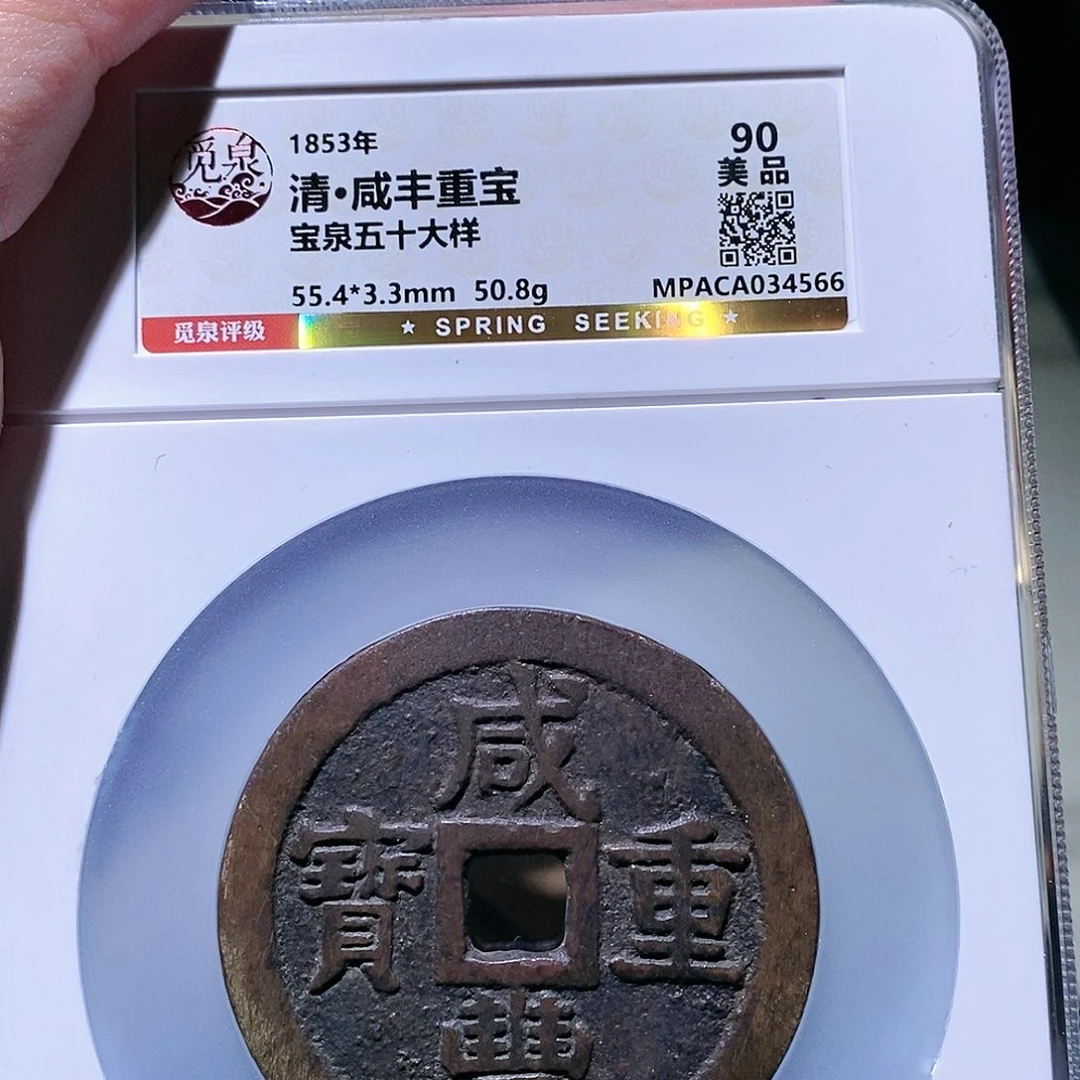 觅泉
1853年
清·咸丰重宝
宝泉五十大样
55.4*3.3mm 50.8g
90
美品
MPACA034566
觅泉评级
★ SPRING SEEKING ★
咸
寶 重
豐